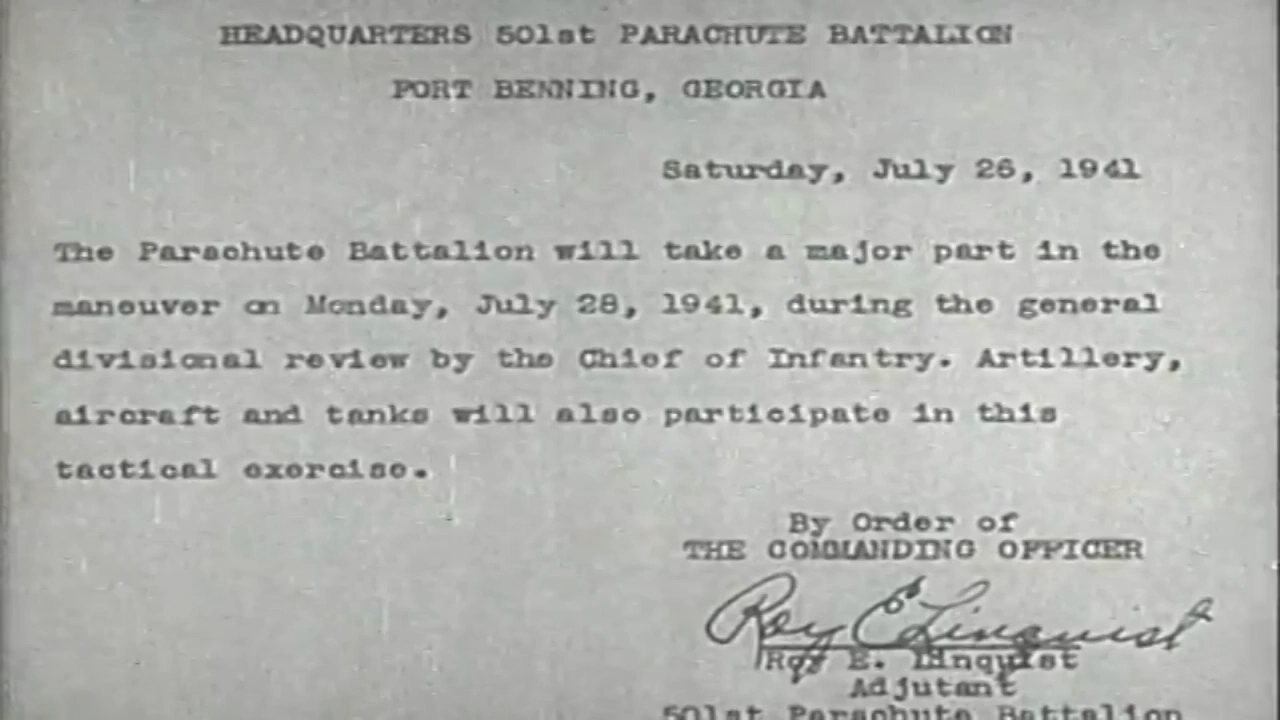 HEADQUARTERS 501st PARACHUTE BATTALION
FORT BENNING, GEORGIA
Saturday, July 26, 1941
The Parachute Battalion will take a major part in the
maneuver on Monday, July 28, 1941, during the general
divisional review by the Chief of Infantry. Artillery,
aircraft and tanks will also participate in this
tactical exercise.
By Order of
THE COMMANDING OFFICER
Roy E Linquist
Roy E. Linquist
Adjutant
501st Parachute Battalion